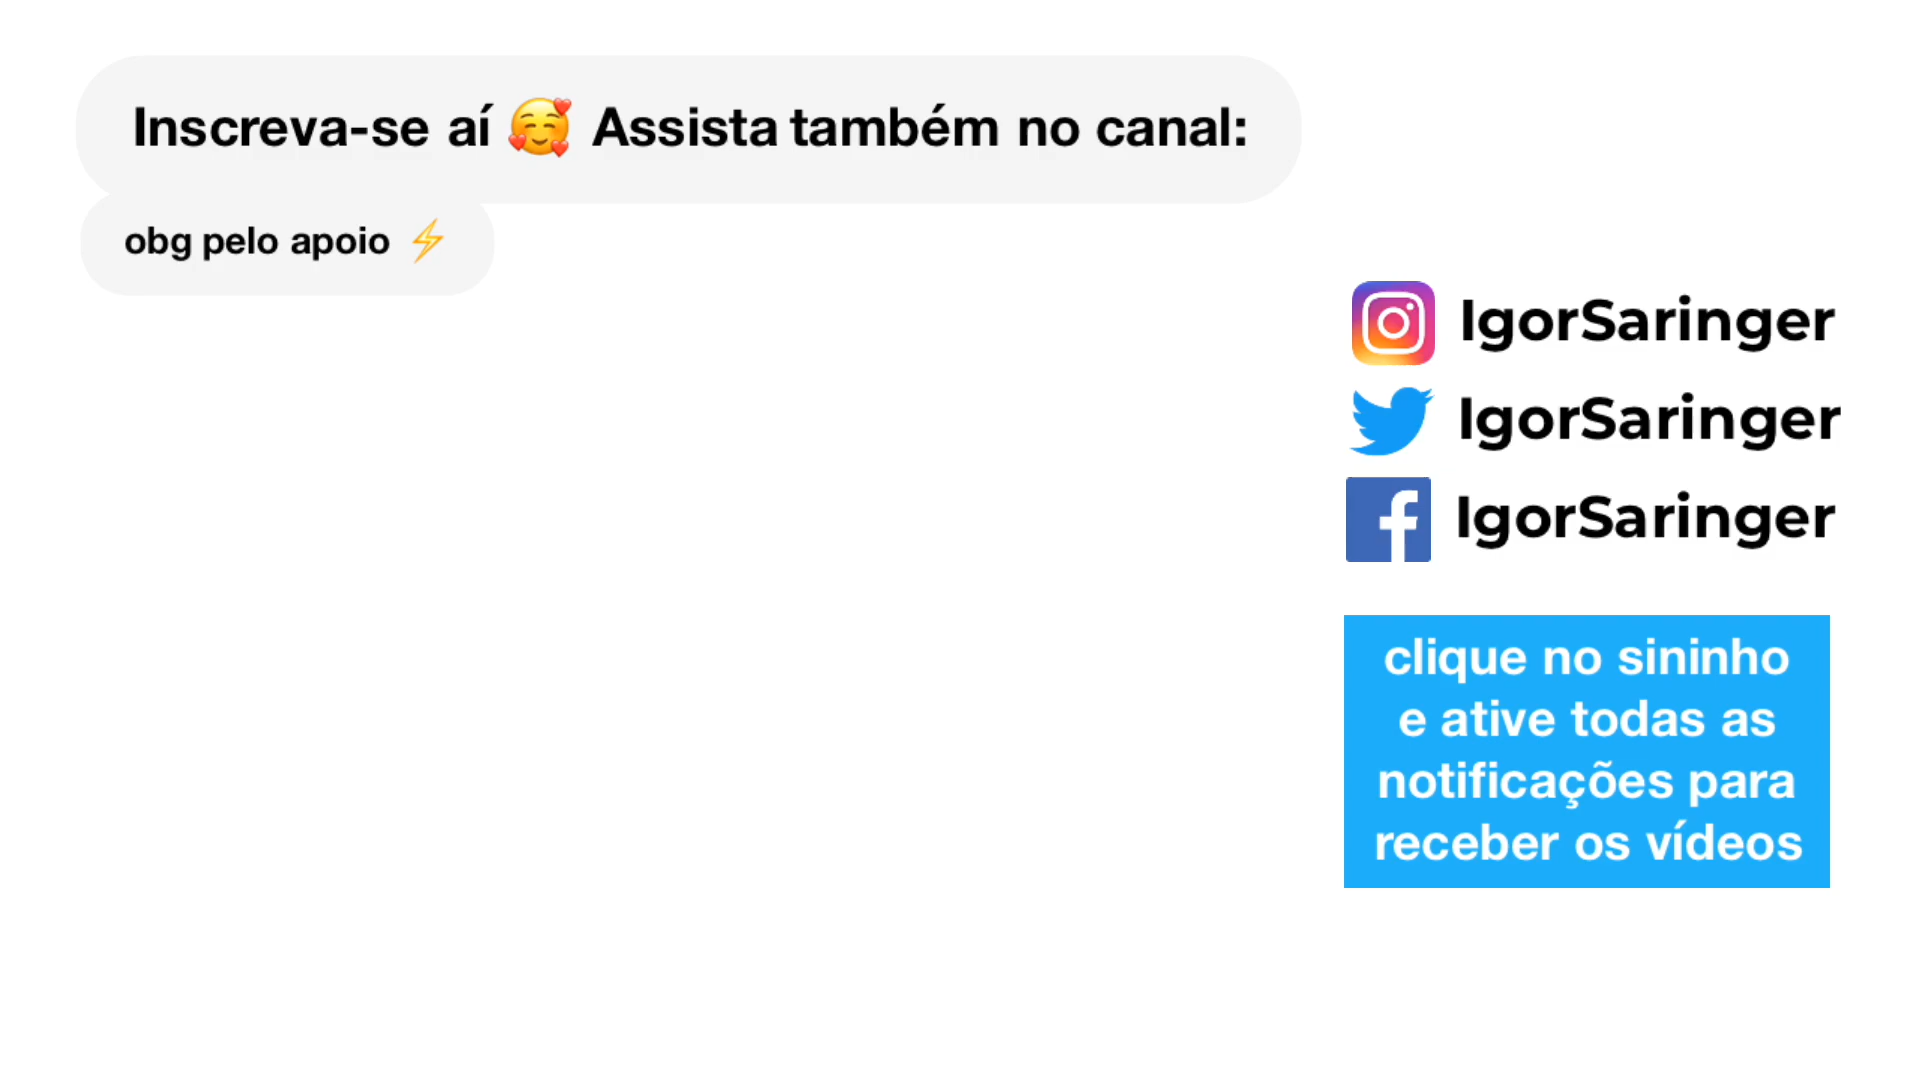 Inscreva-se aí 🥰 Assista também no canal:
obg pelo apoio ⚡
IgorSaringer
IgorSaringer
IgorSaringer
clique no sininho
e ative todas as
notificações para
receber os vídeos